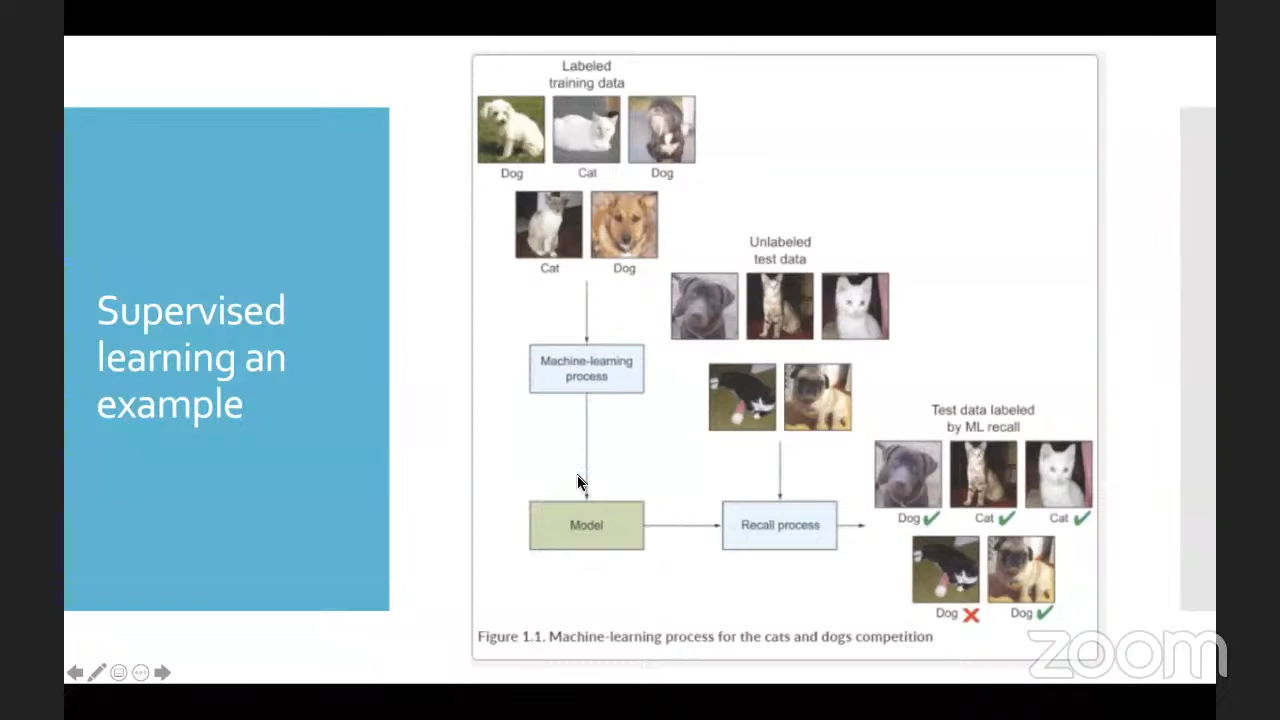 Supervised
learning an
example
Labeled
training data
Dog
Cat
Dog
Cat
Dog
Machine-learning
process
Model
Unlabeled
test data
Recall process
Test data labeled
by ML recall
Dog
Cat
Cat
Dog
Dog
Figure 1.1. Machine-learning process for the cats and dogs competition
zoom